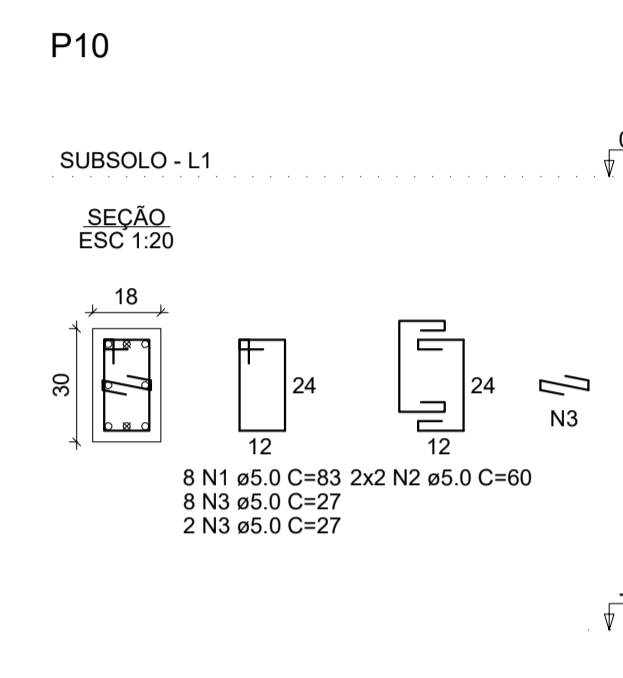 P10
SUBSOLO - L1
SEÇÃO
ESC 1:20
18
30
24
12
24
12
N3
8 N1 ø5.0 C=83 2x2 N2 ø5.0 C=60
8 N3 ø5.0 C=27
2 N3 ø5.0 C=27